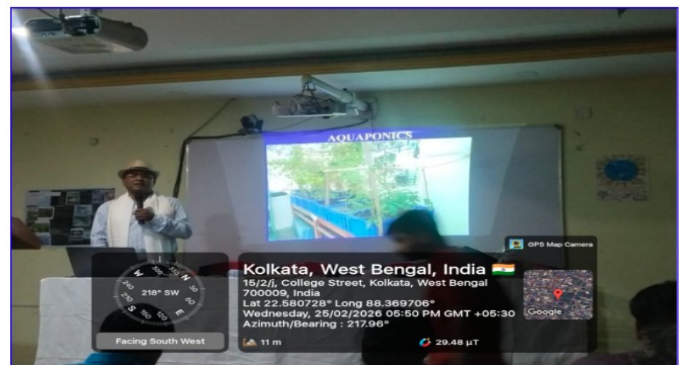 AQUAPONICS
GPS Map Camera
Kolkata, West Bengal, India
15/2/j, College Street, Kolkata, West Bengal
700009, India
Lat 22.580728° Long 88.369706°
Wednesday, 25/02/2026 05:50 PM GMT +05:30
Azimuth/Bearing : 217.96°
Google
218° SW
Facing South West
11 m
29.48 µT